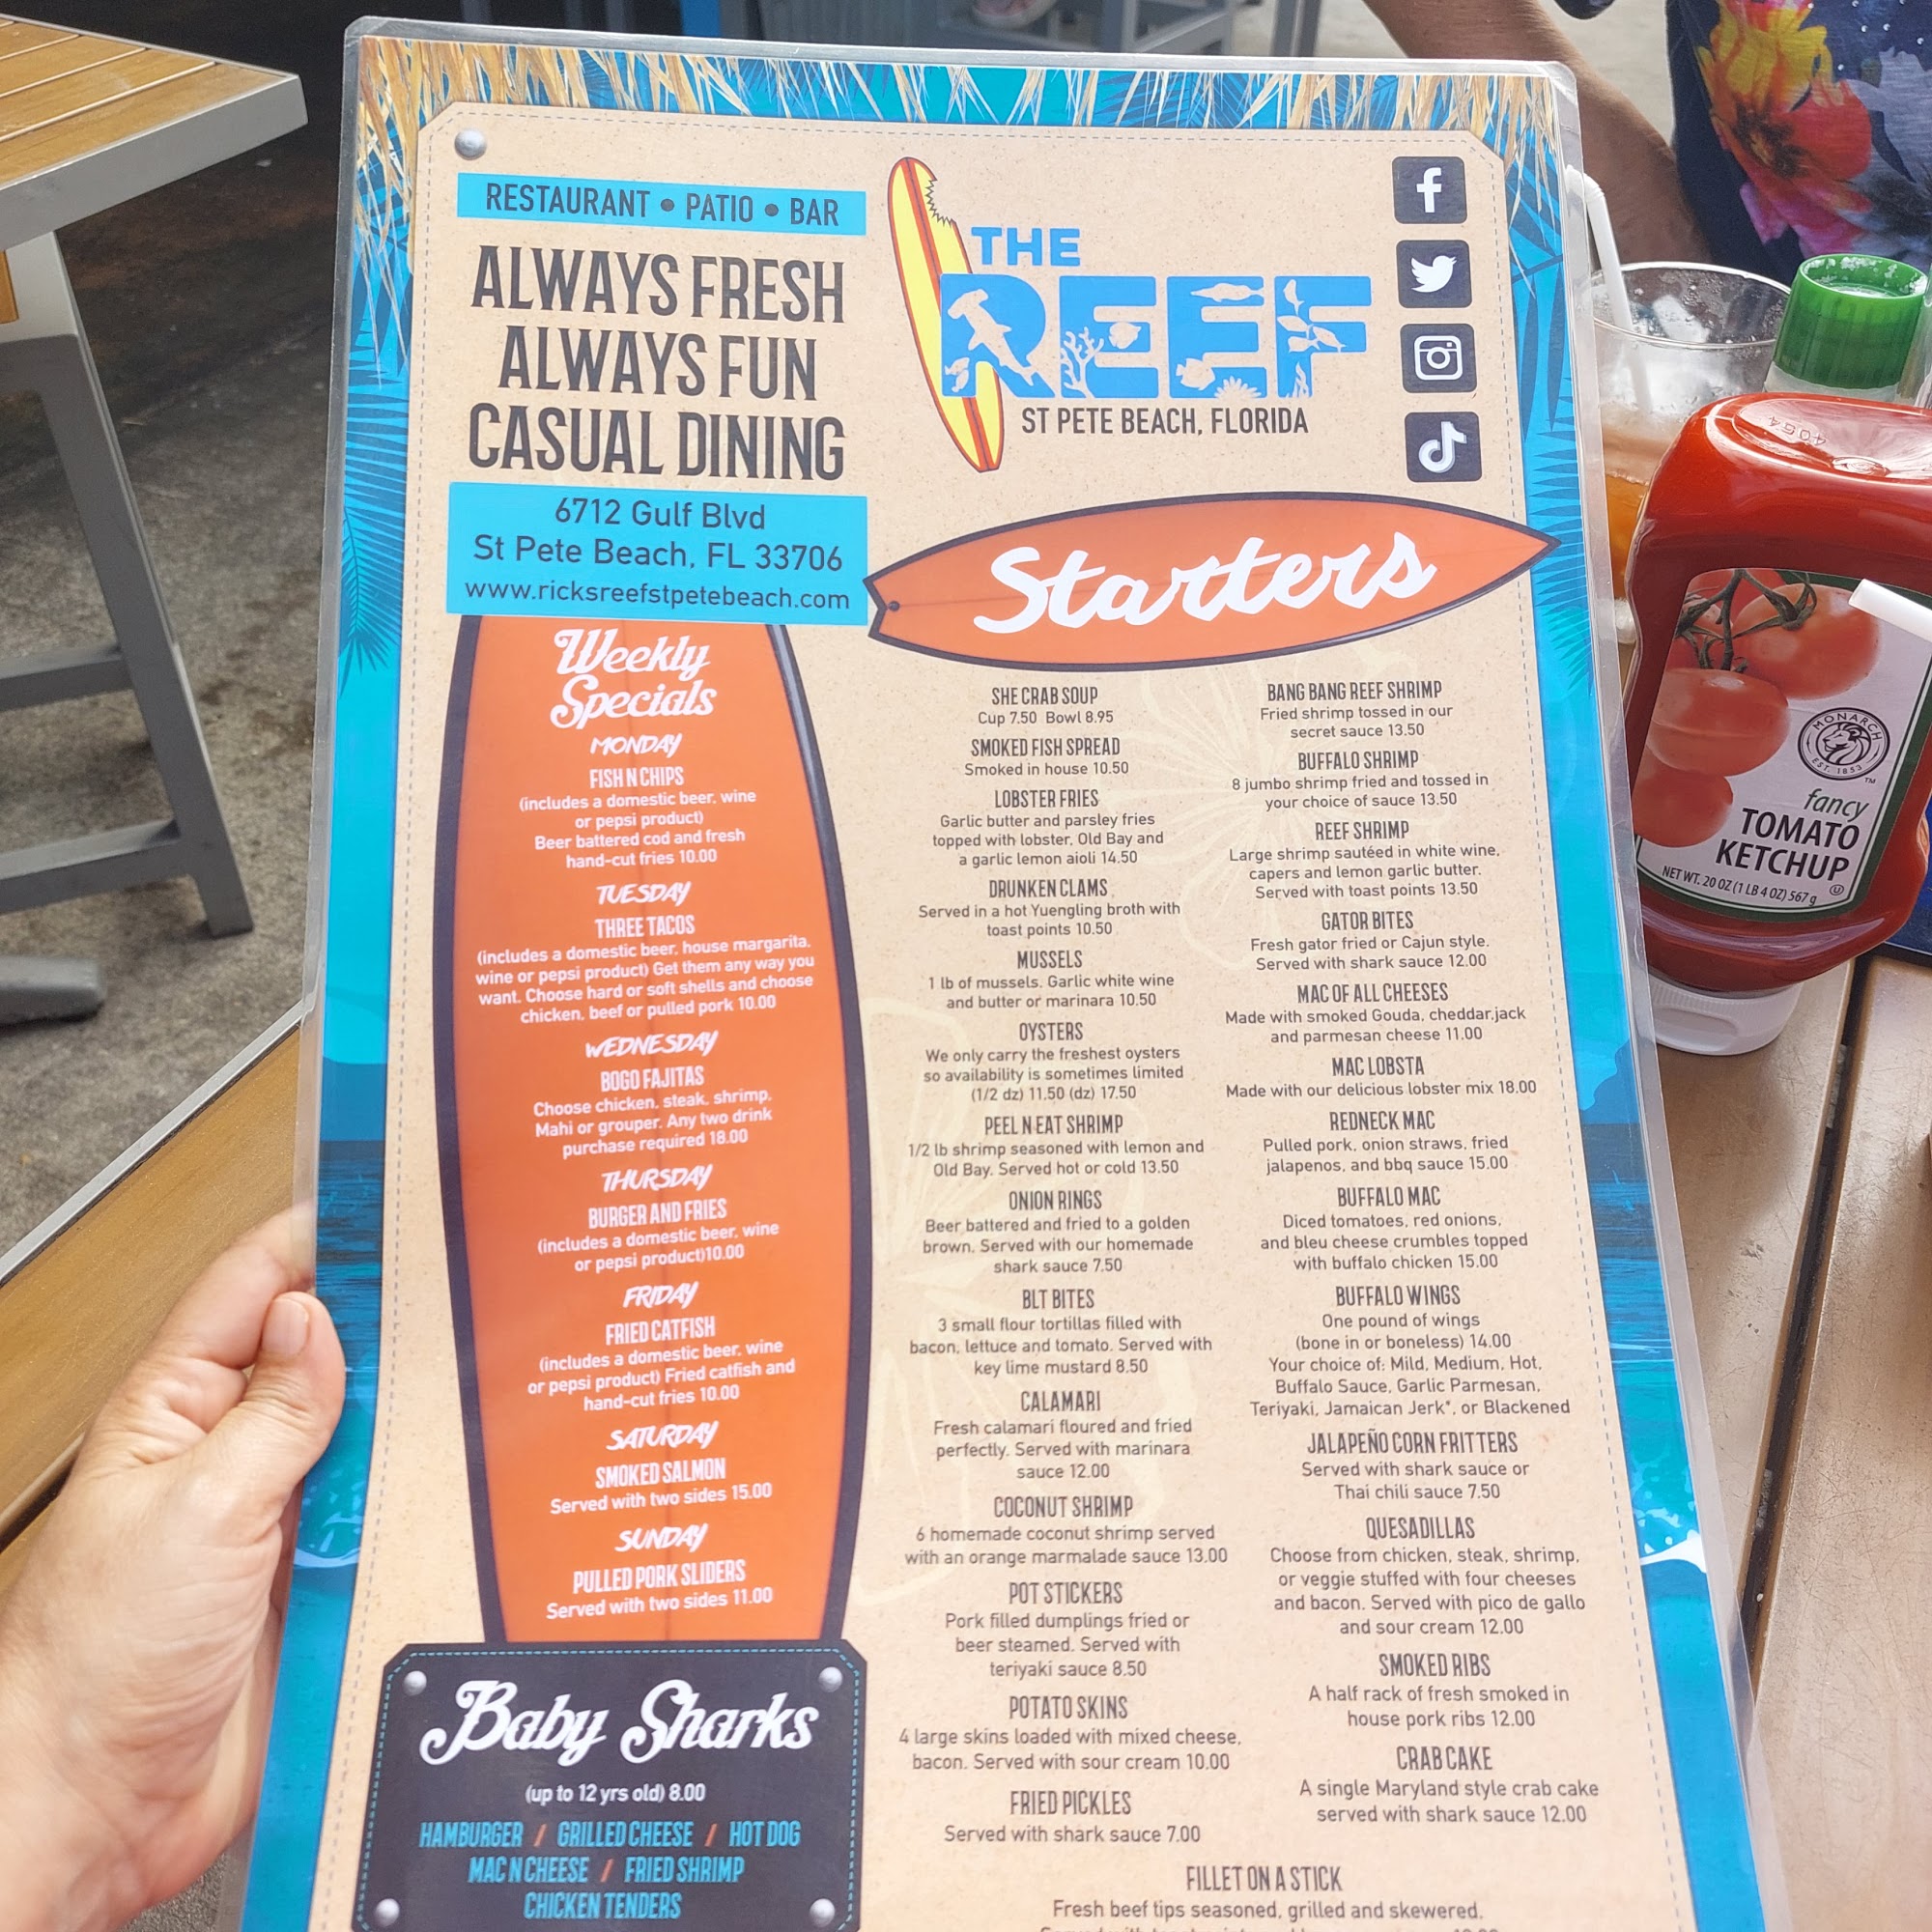 RESTAURANT • PATIO • BAR
ALWAYS FRESH
ALWAYS FUN
CASUAL DINING
6712 Gulf Blvd
St Pete Beach, FL 33706
www.ricksreefstpetebeach.com
THE
REEF
ST PETE BEACH, FLORIDA
Weekly
Specials
MONDAY
FISH N CHIPS
(includes a domestic beer, wine
or pepsi product)
Beer battered cod and fresh
hand-cut fries 10.00
TUESDAY
THREE TACOS
(includes a domestic beer, house margarita,
wine or pepsi product) Get them any way you
want. Choose hard or soft shells and choose
chicken, beef or pulled pork 10.00
WEDNESDAY
BOGO FAJITAS
Choose chicken, steak, shrimp,
Mahi or grouper. Any two drink
purchase required 18.00
THURSDAY
BURGER AND FRIES
(includes a domestic beer, wine
or pepsi product)10.00
FRIDAY
FRIED CATFISH
(includes a domestic beer, wine
or pepsi product) Fried catfish and
hand-cut fries 10.00
SATURDAY
SMOKED SALMON
Served with two sides 15.00
SUNDAY
PULLED PORK SLIDERS
Served with two sides 11.00
Baby Sharks
(up to 12 yrs old) 8.00
HAMBURGER / GRILLED CHEESE / HOT DOG
MAC N CHEESE / FRIED SHRIMP
CHICKEN TENDERS
Starters
SHE CRAB SOUP
Cup 7.50 Bowl 8.95
SMOKED FISH SPREAD
Smoked in house 10.50
LOBSTER FRIES
Garlic butter and parsley fries
topped with lobster, Old Bay and
a garlic lemon aioli 14.50
DRUNKEN CLAMS
Served in a hot Yuengling broth with
toast points 10.50
MUSSELS
1 lb of mussels. Garlic white wine
and butter or marinara 10.50
OYSTERS
We only carry the freshest oysters
so availability is sometimes limited
(1/2 dz) 11.50 (dz) 17.50
PEEL N EAT SHRIMP
1/2 lb shrimp seasoned with lemon and
Old Bay. Served hot or cold 13.50
ONION RINGS
Beer battered and fried to a golden
brown. Served with our homemade
shark sauce 7.50
BLT BITES
3 small flour tortillas filled with
bacon, lettuce and tomato. Served with
key lime mustard 8.50
CALAMARI
Fresh calamari floured and fried
perfectly. Served with marinara
sauce 12.00
COCONUT SHRIMP
6 homemade coconut shrimp served
with an orange marmalade sauce 13.00
POT STICKERS
Pork filled dumplings fried or
beer steamed. Served with
teriyaki sauce 8.50
POTATO SKINS
4 large skins loaded with mixed cheese,
bacon. Served with sour cream 10.00
FRIED PICKLES
Served with shark sauce 7.00
BANG BANG REEF SHRIMP
Fried shrimp tossed in our
secret sauce 13.50
BUFFALO SHRIMP
8 jumbo shrimp fried and tossed in
your choice of sauce 13.50
REEF SHRIMP
Large shrimp sautéed in white wine,
capers and lemon garlic butter.
Served with toast points 13.50
GATOR BITES
Fresh gator fried or Cajun style.
Served with shark sauce 12.00
MAC OF ALL CHEESES
Made with smoked Gouda, cheddar,jack
and parmesan cheese 11.00
MAC LOBSTA
Made with our delicious lobster mix 18.00
REDNECK MAC
Pulled pork, onion straws, fried
jalapenos, and bbq sauce 15.00
BUFFALO MAC
Diced tomatoes, red onions,
and bleu cheese crumbles topped
with buffalo chicken 15.00
BUFFALO WINGS
One pound of wings
(bone in or boneless) 14.00
Your choice of: Mild, Medium, Hot,
Buffalo Sauce, Garlic Parmesan,
Teriyaki, Jamaican Jerk*, or Blackened
JALAPEÑO CORN FRITTERS
Served with shark sauce or
Thai chili sauce 7.50
QUESADILLAS
Choose from chicken, steak, shrimp,
or veggie stuffed with four cheeses
and bacon. Served with pico de gallo
and sour cream 12.00
SMOKED RIBS
A half rack of fresh smoked in
house pork ribs 12.00
CRAB CAKE
A single Maryland style crab cake
served with shark sauce 12.00
FILLET ON A STICK
Fresh beef tips seasoned, grilled and skewered.
4064
MONARCH
EST. 1853
TM
fancy
TOMATO
KETCHUP
NET WT. 20 OZ (1 LB 4 OZ) 567 g